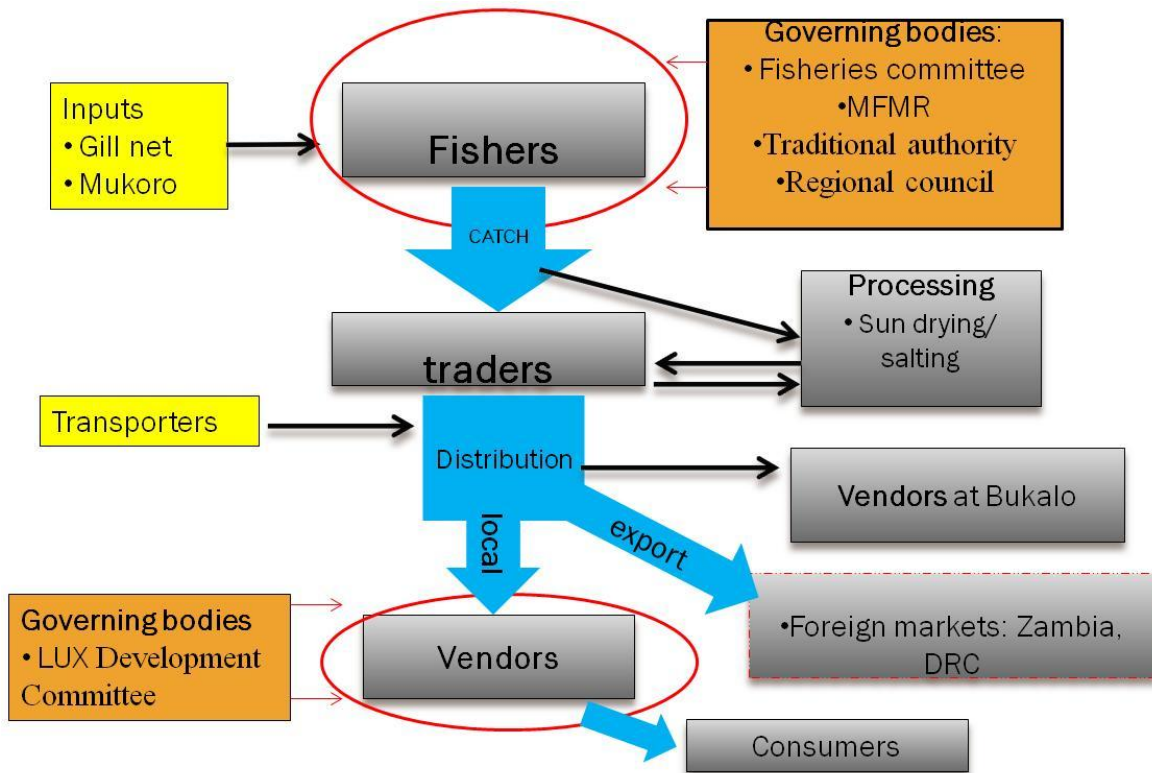 Governing bodies:
• Fisheries committee
•MFMR
•Traditional authority
•Regional council
Inputs
• Gill net
• Mukoro
Fishers
CATCH
Processing
• Sun drying/
salting
traders
Transporters
Distribution
Vendors at Bukalo
local
export
Governing bodies
• LUX Development
Committee
Vendors
•Foreign markets: Zambia,
DRC
Consumers